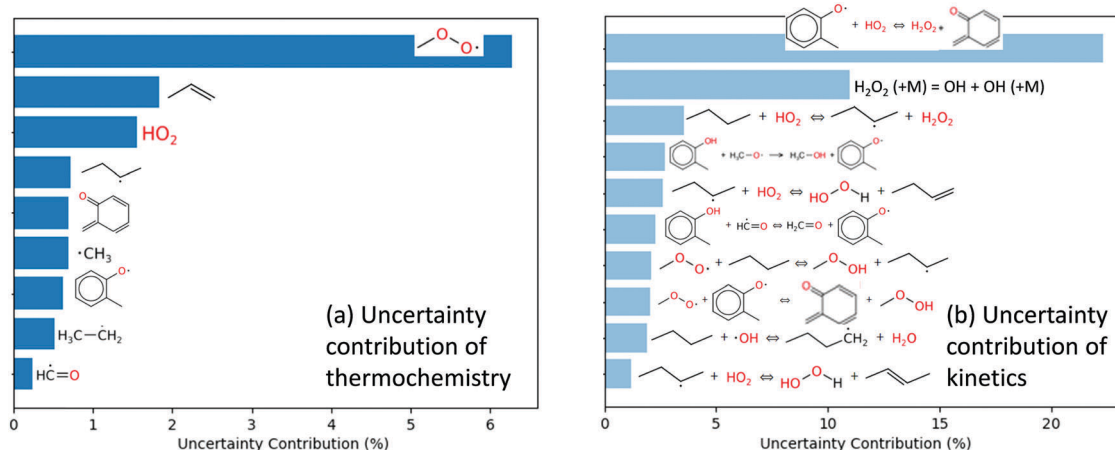 O
O·
HO₂
O
·CH₃
O·
H₃C—ĊH₂
HĊ=O
(a) Uncertainty
contribution of
thermochemistry
0 1 2 3 4 5 6
Uncertainty Contribution (%)
O· + HO₂ ⇔ H₂O₂ + O
H₂O₂ (+M) = OH + OH (+M)
+ HO₂ ⇔ + H₂O₂
OH + H₃C—O· → H₃C—OH + O·
+ HO₂ ⇔ HO O H +
OH + HĊ=O ⇔ H₂C=O + O·
O O· + ⇔ O OH +
O O· + O· ⇔ O + O OH
+ ·OH ⇔ ĊH₂ + H₂O
+ HO₂ ⇔ HO O H +
(b) Uncertainty
contribution of
kinetics
0 5 10 15 20
Uncertainty Contribution (%)